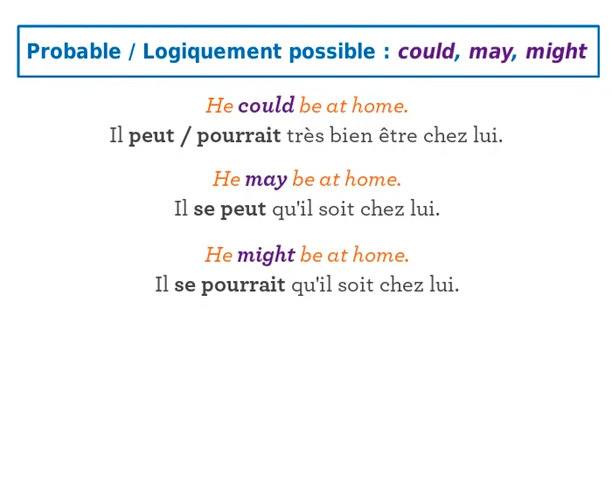 Probable / Logiquement possible : could, may, might
He could be at home.
Il peut / pourrait très bien être chez lui.
He may be at home.
Il se peut qu'il soit chez lui.
He might be at home.
Il se pourrait qu'il soit chez lui.